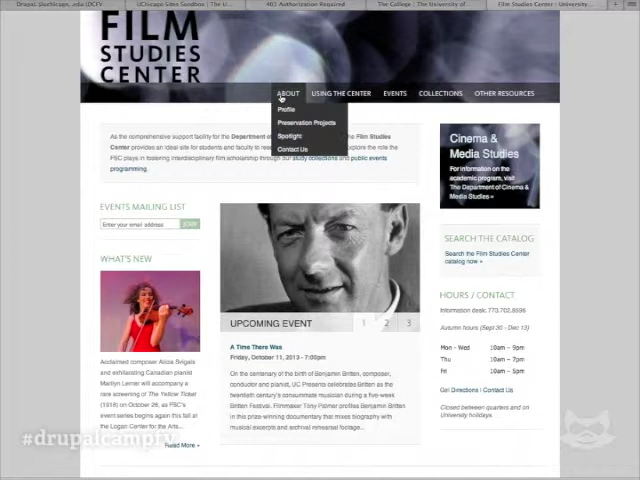 Drupal.uchicago.edu |DCFV
UChicago Sites Sandbox | The U...
403 Authorization Required
The College | The University of
Film Studies Center | University...
FILM
STUDIES
CENTER
ABOUT
USING THE CENTER
EVENTS
COLLECTIONS
OTHER RESOURCES
Profile
Preservation Projects
Spotlight
Contact Us
As the comprehensive support facility for the Department
the Film Studies
Center provides an ideal site for students and faculty to
explore the role the
FSC plays in fostering interdisciplinary film scholarship through our study collections and public events
programming.
Cinema &
Media Studies
For information on the
academic program, visit
The Department of Cinema &
Media Studies »
EVENTS MAILING LIST
Enter your email address
JOIN
WHAT'S NEW
Acclaimed composer Alicia Svigals
and exhilarating Canadian pianist
Marilyn Lerner will accompany a
rare screening of The Yellow Ticket
(1918) on October 26, as FSC's
event series begins again this fall at
the Logan Center for the Arts...
Read More »
UPCOMING EVENT
1 2 3
A Time There Was
Friday, October 11, 2013 - 7:00pm
On the centenary of the birth of Benjamin Britten, composer,
conductor and pianist, UC Presents celebrates Britten as the
twentieth century's consummate musician during a five-week
Britten Festival. Filmmaker Tony Palmer profiles Benjamin Britten
in this prize-winning documentary that mixes biography with
musical excerpts and archival rehearsal footage...
SEARCH THE CATALOG
Search the Film Studies Center
catalog now »
HOURS / CONTACT
Information desk: 773.702.8596
Autumn hours (Sept 30 - Dec 13)
Mon - Wed 10am – 9pm
Thu 10am – 7pm
Fri 10am – 5pm
Get Directions | Contact Us
Closed between quarters and on
University holidays.
#drupalcampfv